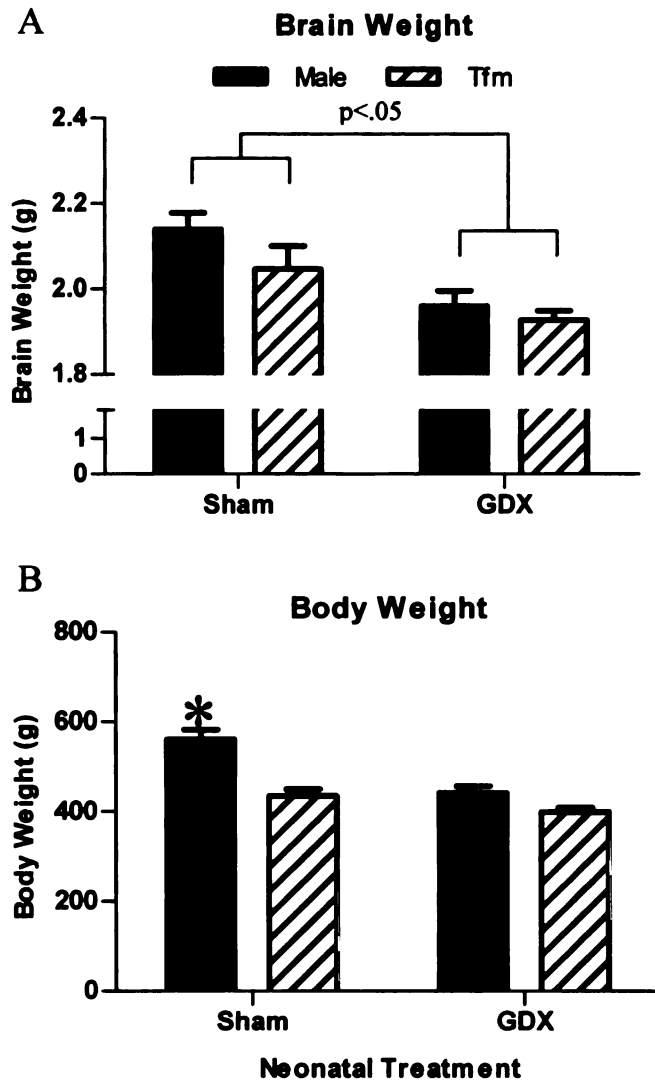 A
Brain Weight
Male Tfm
p<.05
2.4
2.2
2.0
1.8
1
0
Brain Weight (g)
Sham GDX
B
Body Weight
800
600
400
200
0
*
Body Weight (g)
Sham GDX
Neonatal Treatment